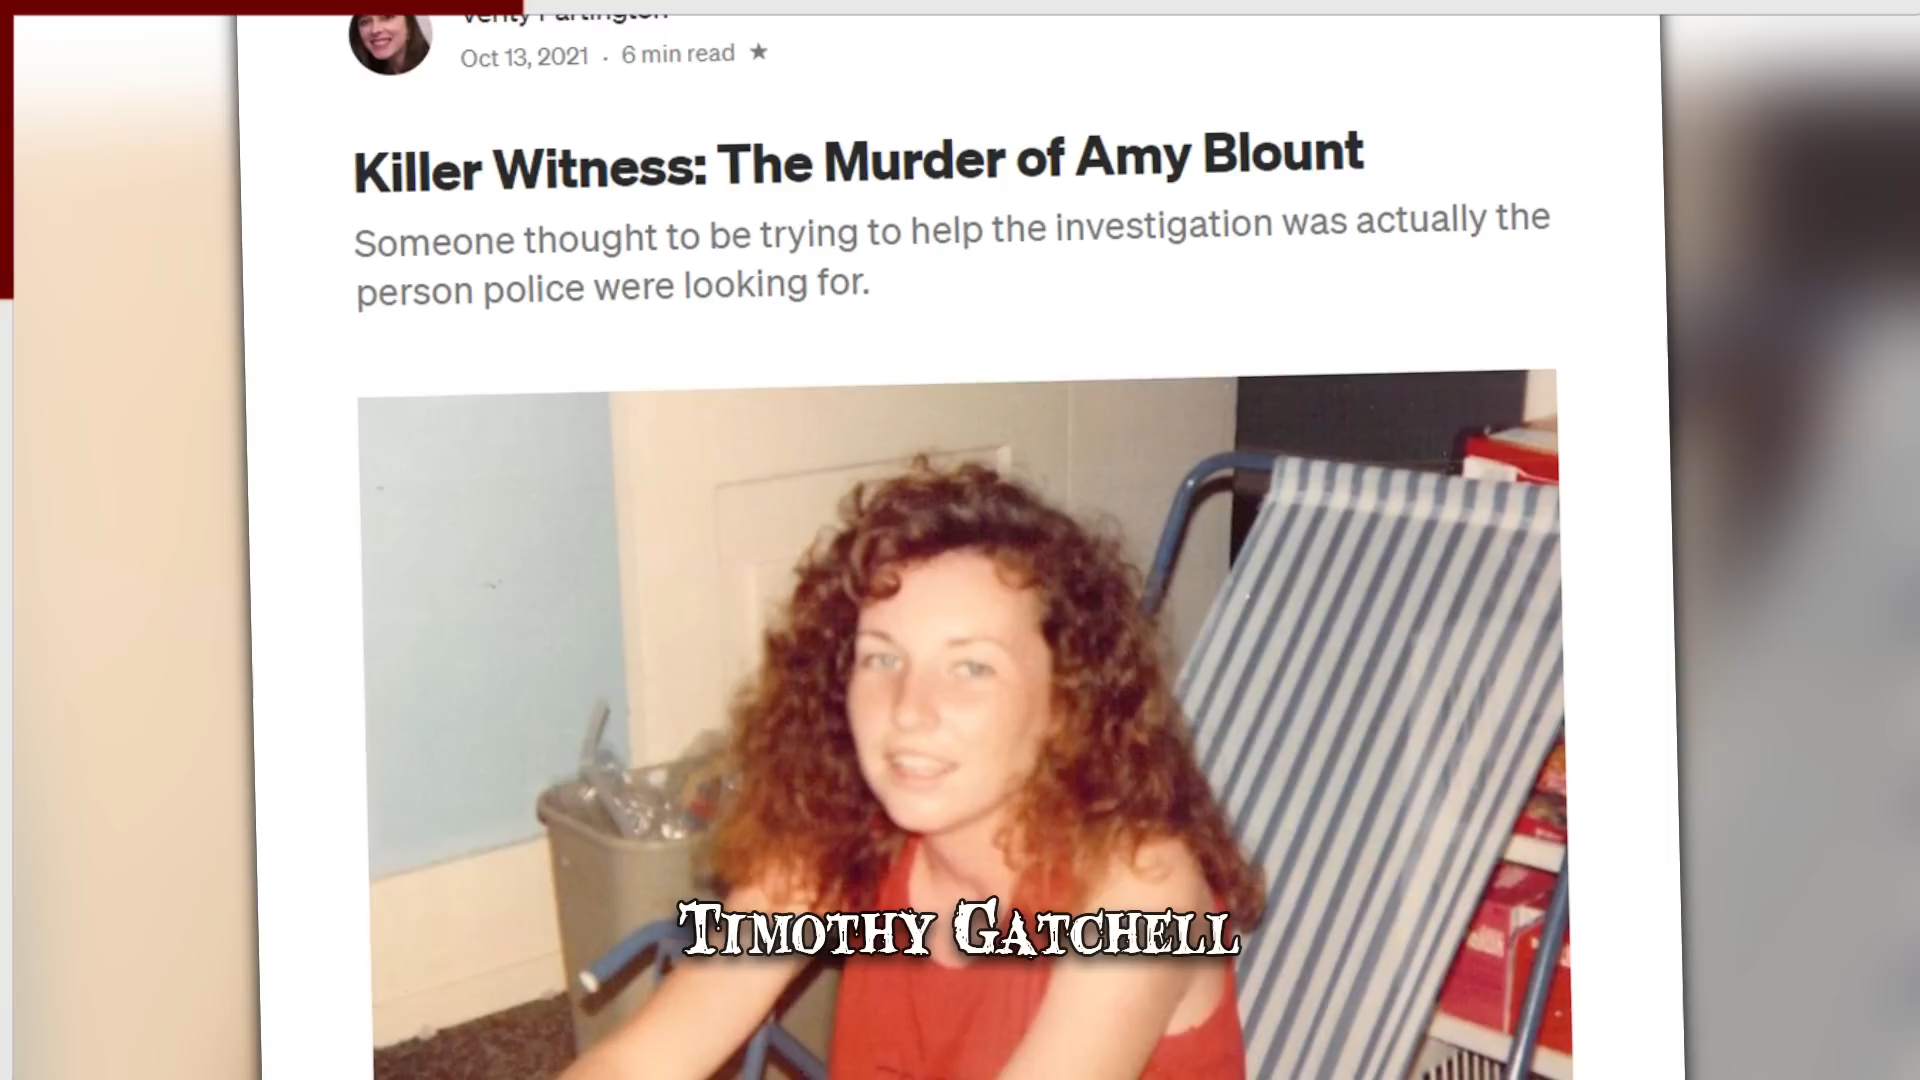 Oct 13, 2021 · 6 min read ★
Killer Witness: The Murder of Amy Blount
Someone thought to be trying to help the investigation was actually the
person police were looking for.
Timothy Gatchell